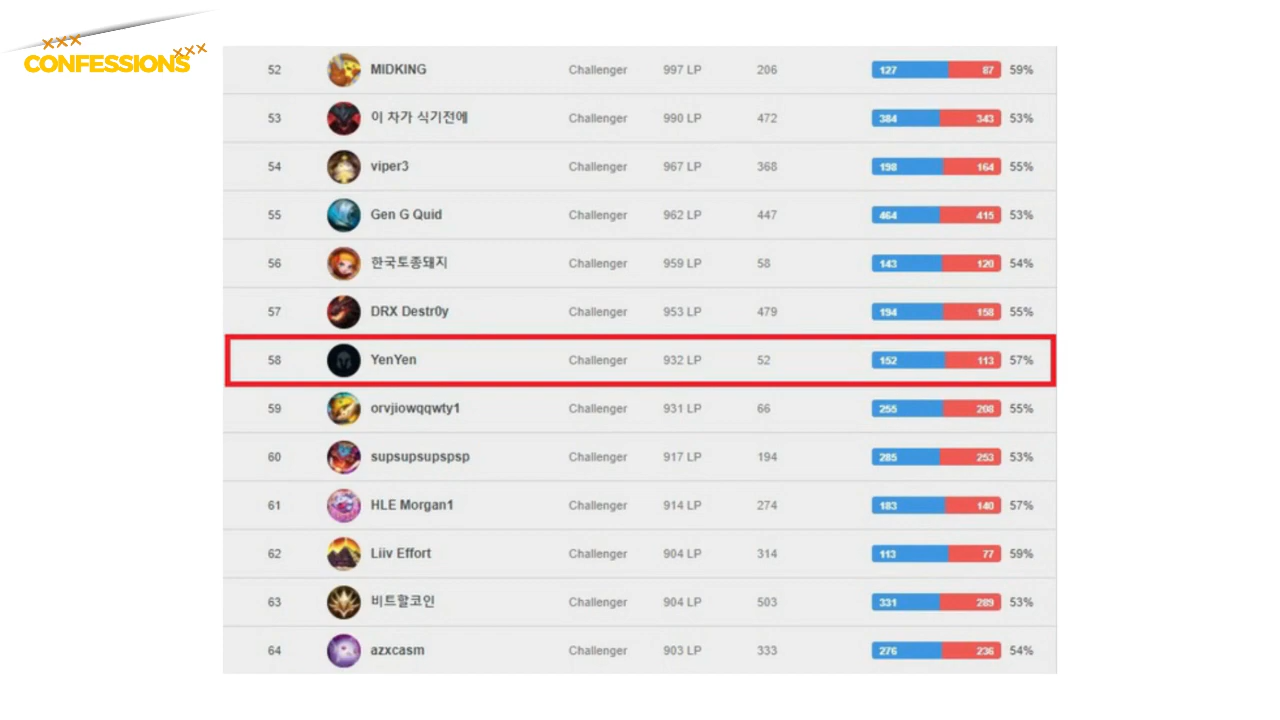 xxx
xxx
CONFESSIONS
52 MIDKING Challenger 997 LP 206 127 87 59%
53 이 차가 식기전에 Challenger 990 LP 472 384 343 53%
54 viper3 Challenger 967 LP 368 198 164 55%
55 Gen G Quid Challenger 962 LP 447 464 415 53%
56 한국토종돼지 Challenger 959 LP 58 143 120 54%
57 DRX Destr0y Challenger 953 LP 479 194 158 55%
58 YenYen Challenger 932 LP 52 152 113 57%
59 orvjiowqqwty1 Challenger 931 LP 66 255 208 55%
60 supsupsupspsp Challenger 917 LP 194 285 253 53%
61 HLE Morgan1 Challenger 914 LP 274 183 140 57%
62 Liiv Effort Challenger 904 LP 314 113 77 59%
63 비트할코인 Challenger 904 LP 503 331 289 53%
64 azxcasm Challenger 903 LP 333 276 236 54%